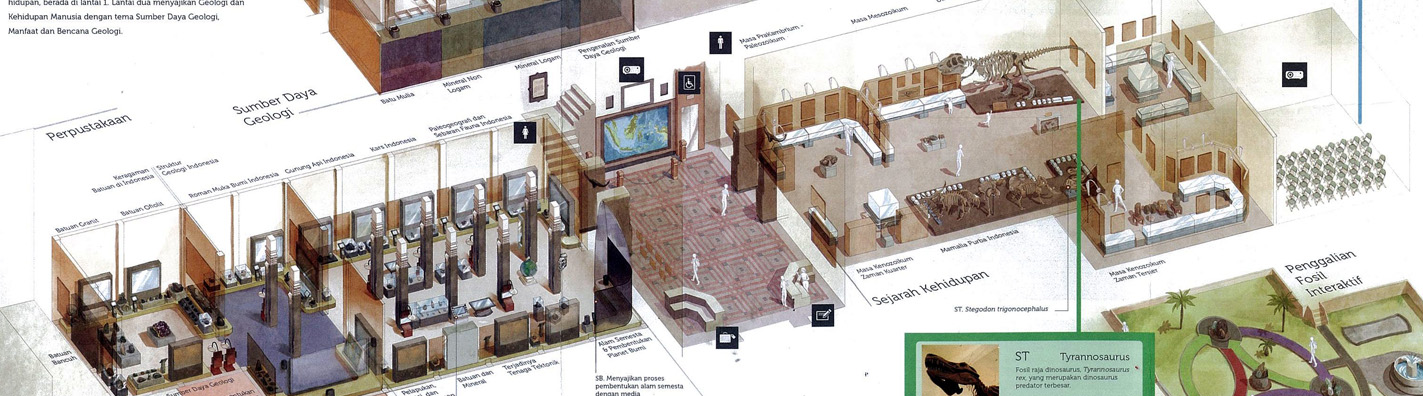 hidupan, berada di lantai 1. Lantai dua menyajikan Geologi dan
Kehidupan Manusia dengan tema Sumber Daya Geologi,
Manfaat dan Bencana Geologi.
Perpustakaan
Sumber Daya
Geologi
Batu Mulia
Mineral Non
Logam
Mineral Logam
Pengenalan Sumber
Daya Geologi
Masa Prakambrium -
Paleozoikum
Masa Mesozoikum
Keragaman
Batuan di Indonesia
Struktur
Geologi Indonesia
Roman Muka Bumi Indonesia
Gunung Api Indonesia
Kars Indonesia
Paleogeografi dan
Sebaran Fauna Indonesia
Batuan Granit
Batuan Ofiolit
Batuan
Bancuh
Sumber Daya Geologi
Pelapukan,
Batuan dan
Mineral
Terjadinya
Tenaga Tektonik
Alam Semesta
& Pembentukan
Planet Bumi
SB. Menyajikan proses
pembentukan alam semesta
dengan media
Masa Kenozoikum
Zaman Kuarter
Mamalia Purba Indonesia
Sejarah Kehidupan
Masa Kenozoikum
Zaman Tersier
ST. Stegodon trigonocephalus
Penggalian
Fosil
Interaktif
ST Tyrannosaurus
Fosil raja dinosaurus, Tyrannosaurus
rex, yang merupakan dinosaurus
predator terbesar.